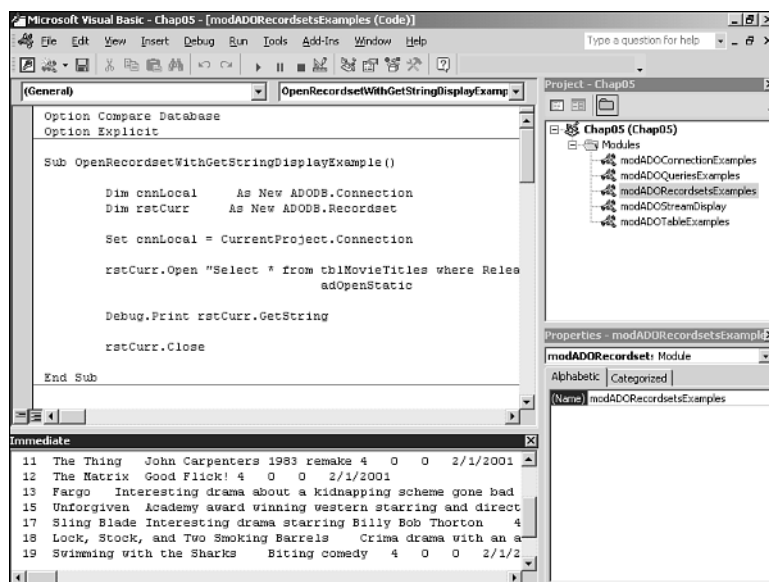 Microsoft Visual Basic - Chap05 - [modADORecordsetsExamples (Code)]
File Edit View Insert Debug Run Tools Add-Ins Window Help
Type a question for help
(General)
OpenRecordsetWithGetStringDisplayExamp
Option Compare Database
Option Explicit
Sub OpenRecordsetWithGetStringDisplayExample()
Dim cnnLocal As New ADODB.Connection
Dim rstCurr As New ADODB.Recordset
Set cnnLocal = CurrentProject.Connection
rstCurr.Open "Select * from tblMovieTitles where Relea
adOpenStatic
Debug.Print rstCurr.GetString
rstCurr.Close
End Sub
Project - Chap05
Chap05 (Chap05)
Modules
modADOConnectionExamples
modADOQueriesExamples
modADORecordsetsExamples
modADOStreamDisplay
modADOTableExamples
Properties - modADORecordsetsExample
modADORecordsets Module
Alphabetic Categorized
(Name) modADORecordsetsExamples
Immediate
11 The Thing John Carpenters 1983 remake 4 0 0 2/1/2001
12 The Matrix Good Flick! 4 0 0 2/1/2001
13 Fargo Interesting drama about a kidnapping scheme gone bad
15 Unforgiven Academy award winning western starring and direct
17 Sling Blade Interesting drama starring Billy Bob Thorton 4
18 Lock, Stock, and Two Smoking Barrels Crima drama with an a
19 Swimming with the Sharks Biting comedy 4 0 0 2/1/2